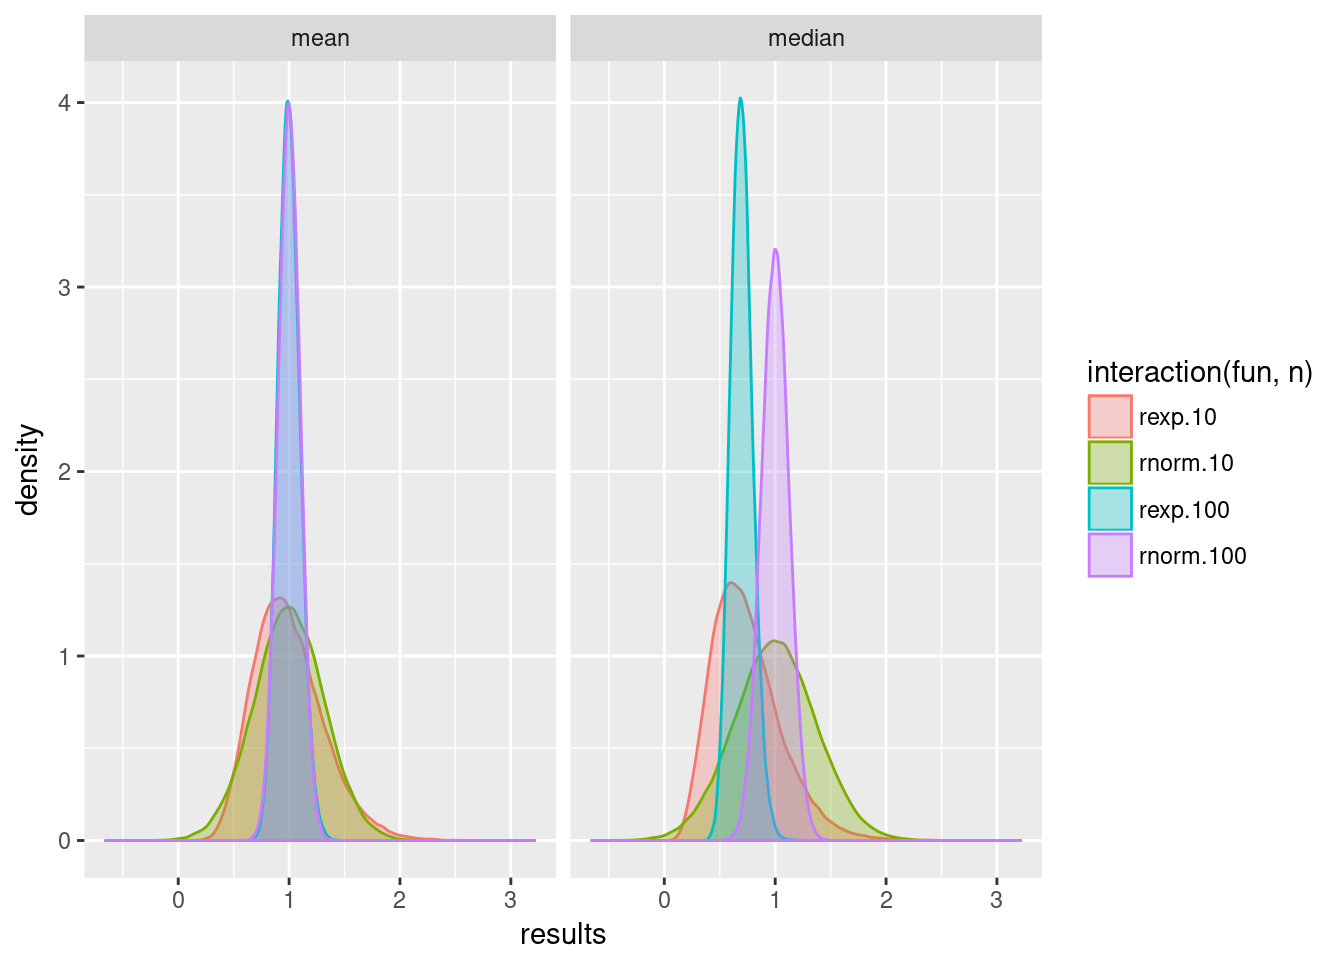 mean
median
4
3
2
1
0
density
0
1
2
3
0
1
2
3
results
interaction(fun, n)
rexp.10
rnorm.10
rexp.100
rnorm.100